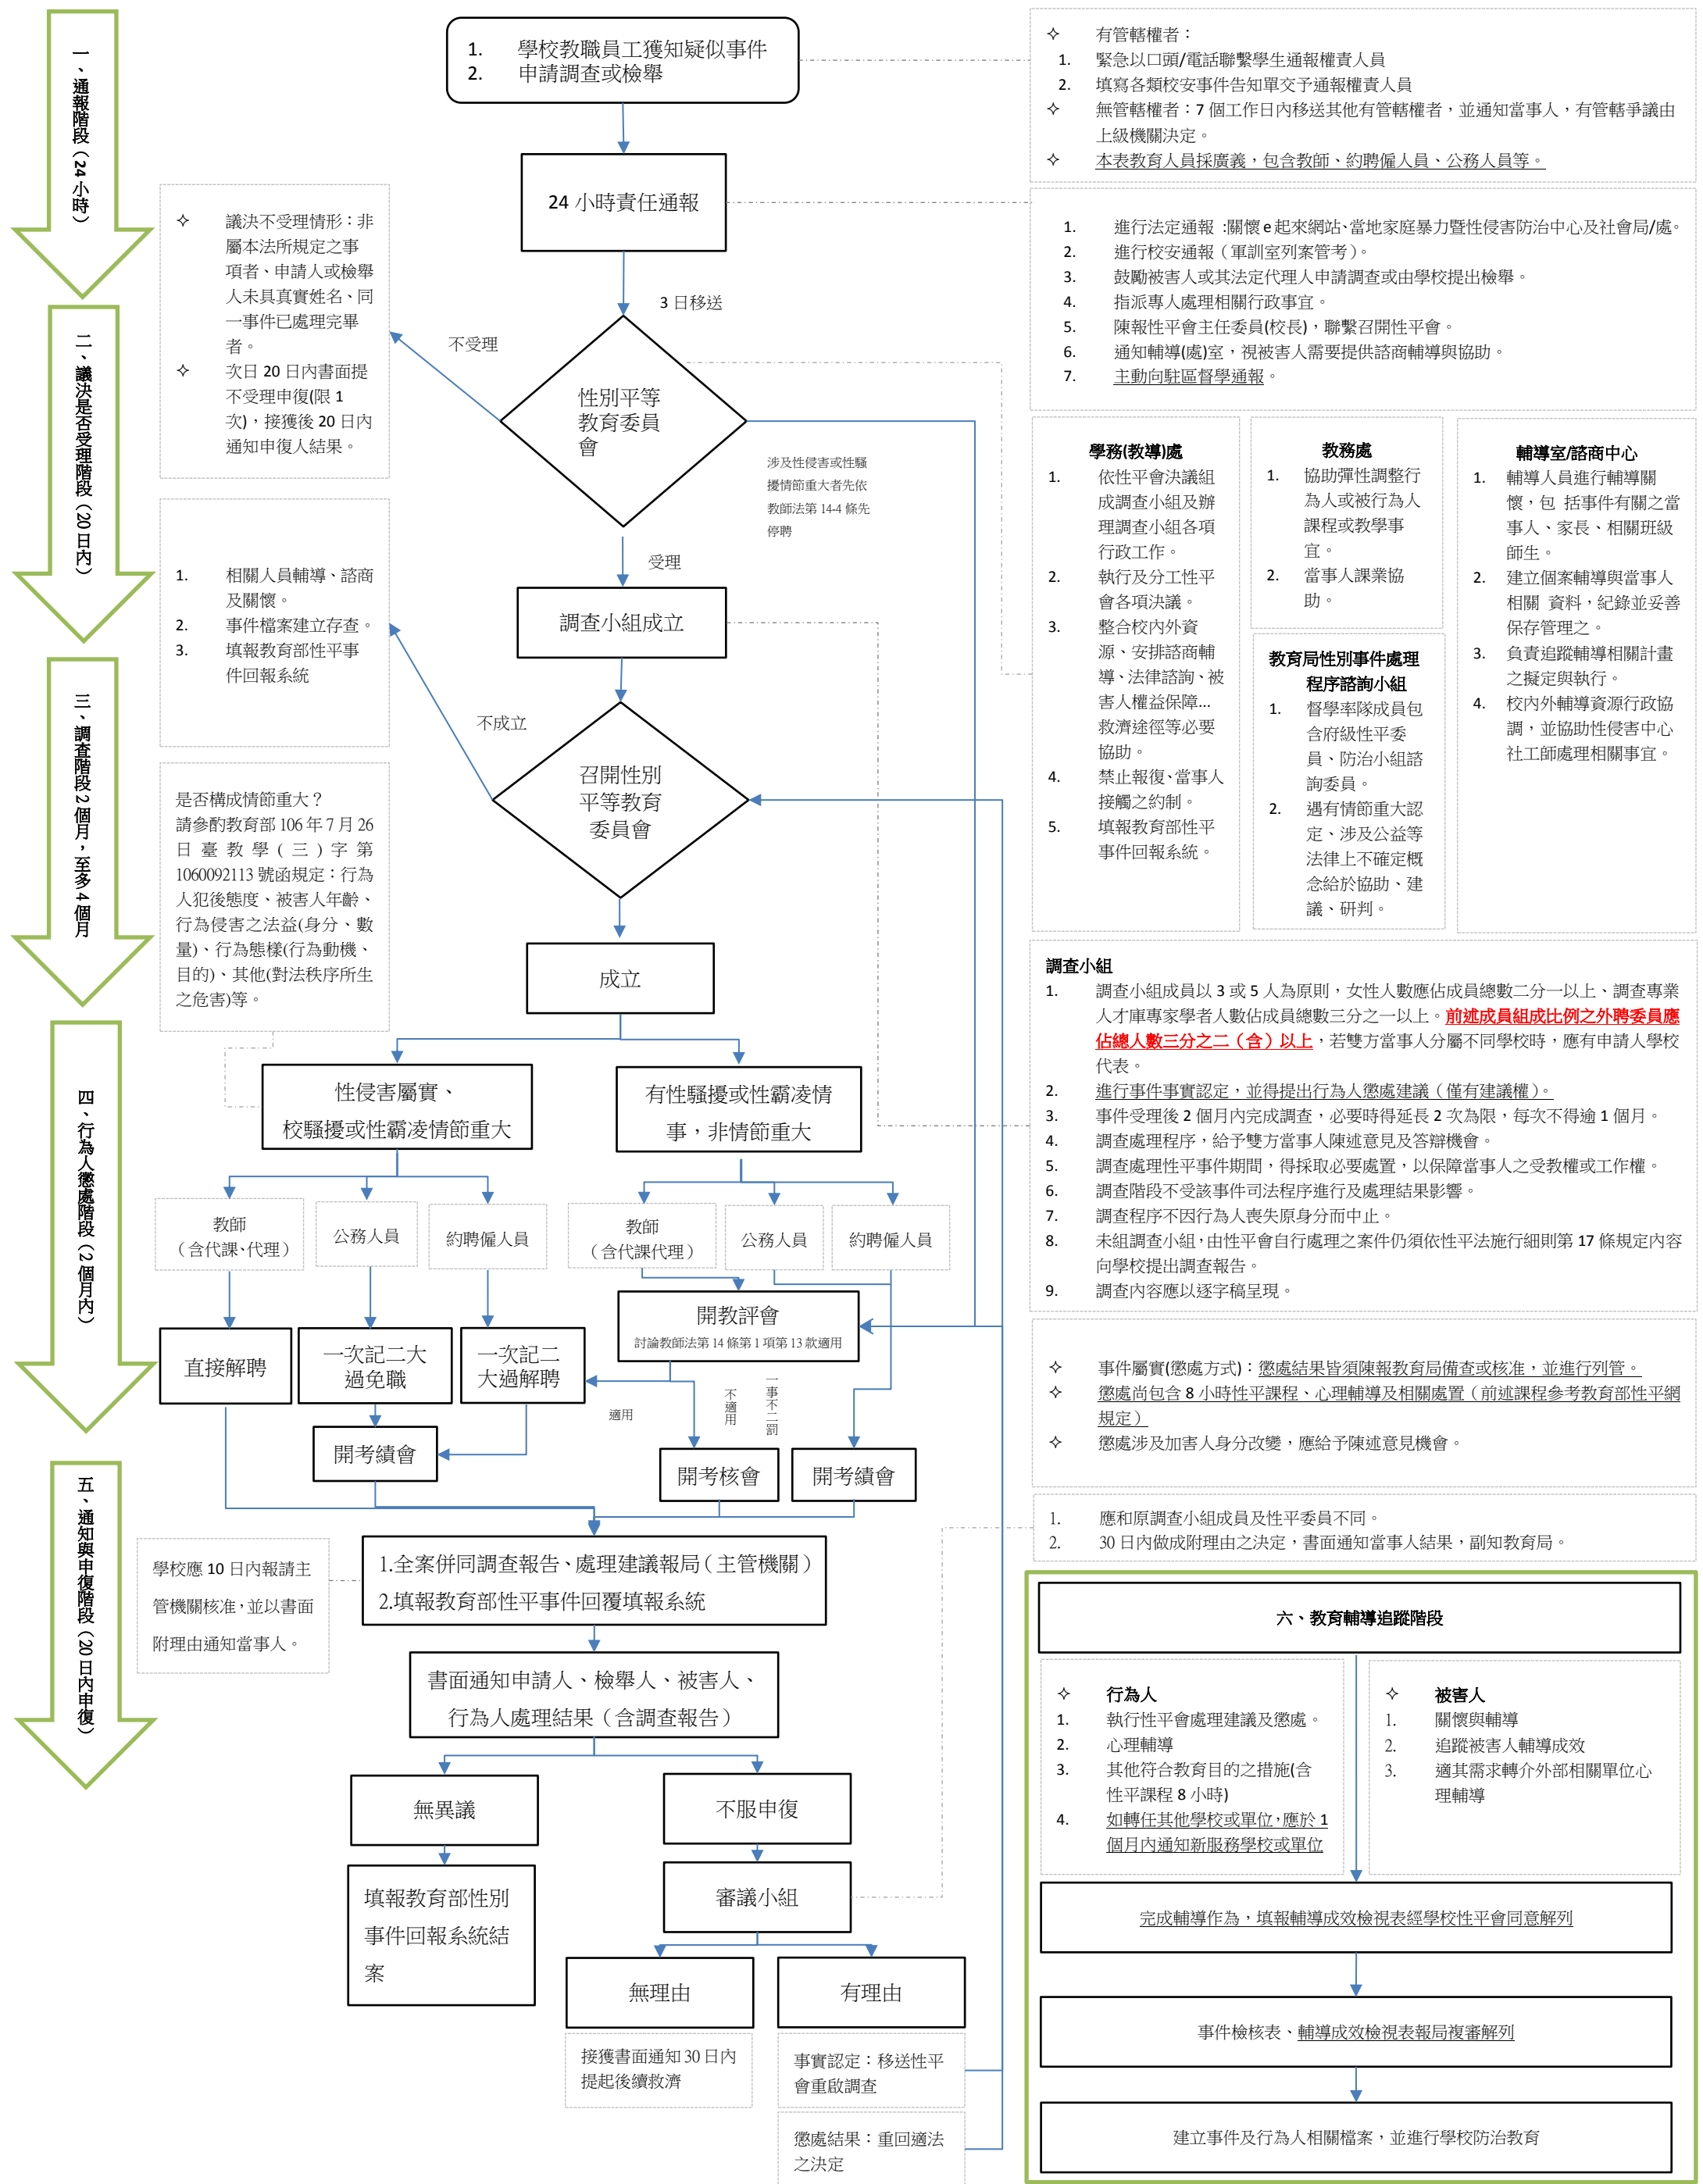 一、通報階段（24小時）
二、議決是否受理階段（20日內）
三、調查階段2個月，至多4個月
四、行為人懲處階段（2個月內）
五、通知與申復階段（20日內申復）
1. 學校教職員工獲知疑似事件
2. 申請調查或檢舉
24 小時責任通報
3 日移送
✧ 議決不受理情形：非
屬本法所規定之事
項者、申請人或檢舉
人未具真實姓名、同
一事件已處理完畢
者。
✧ 次日 20 日內書面提
不受理申復(限 1
次)，接獲後 20 日內
通知申復人結果。
不受理
性別平等
教育委員
會
涉及性侵害或性騷
擾情節重大者先依
教師法第 14-4 條先
停聘
受理
1. 相關人員輔導、諮商
及關懷。
2. 事件檔案建立存查。
3. 填報教育部性平事
件回報系統
調查小組成立
不成立
召開性別
平等教育
委員會
是否構成情節重大？
請參酌教育部 106 年 7 月 26
日臺教學(三)字第
1060092113 號函規定：行為
人犯後態度、被害人年齡、
行為侵害之法益(身分、數
量)、行為態樣(行為動機、
目的)、其他(對法秩序所生
之危害)等。
成立
性侵害屬實、
校騷擾或性霸凌情節重大
有性騷擾或性霸凌情
事，非情節重大
教師
（含代課、代理）
公務人員
約聘僱人員
教師
（含代課代理）
公務人員
約聘僱人員
開教評會
討論教師法第 14 條第 1 項第 13 款適用
直接解聘
一次記二大
過免職
一次記二
大過解聘
適用
不適用
一事不二罰
開考績會
開考核會
開考績會
學校應 10 日內報請主
管機關核准，並以書面
附理由通知當事人。
1.全案併同調查報告、處理建議報局（主管機關）
2.填報教育部性平事件回覆填報系統
書面通知申請人、檢舉人、被害人、
行為人處理結果（含調查報告）
無異議
不服申復
填報教育部性別
事件回報系統結
案
審議小組
無理由
有理由
接獲書面通知 30 日內
提起後續救濟
事實認定：移送性平
會重啟調查
懲處結果：重回適法
之決定
✧ 有管轄權者：
1. 緊急以口頭/電話聯繫學生通報權責人員
2. 填寫各類校安事件告知單交予通報權責人員
✧ 無管轄權者：7 個工作日內移送其他有管轄權者，並通知當事人，有管轄爭議由
上級機關決定。
✧ 本表教育人員採廣義，包含教師、約聘僱人員、公務人員等。
1. 進行法定通報 :關懷 e 起來網站、當地家庭暴力暨性侵害防治中心及社會局/處。
2. 進行校安通報（軍訓室列案管考）。
3. 鼓勵被害人或其法定代理人申請調查或由學校提出檢舉。
4. 指派專人處理相關行政事宜。
5. 陳報性平會主任委員(校長)，聯繫召開性平會。
6. 通知輔導(處)室，視被害人需要提供諮商輔導與協助。
7. 主動向駐區督學通報。
學務(教導)處
1. 依性平會決議組
成調查小組及辦
理調查小組各項
行政工作。
2. 執行及分工性平
會各項決議。
3. 整合校內外資
源、安排諮商輔
導、法律諮詢、被
害人權益保障…
救濟途徑等必要
協助。
4. 禁止報復、當事人
接觸之約制。
5. 填報教育部性平
事件回報系統。
教務處
1. 協助彈性調整行
為人或被行為人
課程或教學事
宜。
2. 當事人課業協
助。
教育局性別事件處理
程序諮詢小組
1. 督學率隊成員包
含府級性平委
員、防治小組諮
詢委員。
2. 遇有情節重大認
定、涉及公益等
法律上不確定概
念給於協助、建
議、研判。
輔導室/諮商中心
1. 輔導人員進行輔導關
懷，包 括事件有關之當
事人、家長、相關班級
師生。
2. 建立個案輔導與當事人
相關 資料，紀錄並妥善
保存管理之。
3. 負責追蹤輔導相關計畫
之擬定與執行。
4. 校內外輔導資源行政協
調，並協助性侵害中心
社工師處理相關事宜。
調查小組
1. 調查小組成員以 3 或 5 人為原則，女性人數應佔成員總數二分一以上、調查專業
人才庫專家學者人數佔成員總數三分之一以上。前述成員組成比例之外聘委員應
佔總人數三分之二（含）以上，若雙方當事人分屬不同學校時，應有申請人學校
代表。
2. 進行事件事實認定，並得提出行為人懲處建議（僅有建議權）。
3. 事件受理後 2 個月內完成調查，必要時得延長 2 次為限，每次不得逾 1 個月。
4. 調查處理程序，給予雙方當事人陳述意見及答辯機會。
5. 調查處理性平事件期間，得採取必要處置，以保障當事人之受教權或工作權。
6. 調查階段不受該事件司法程序進行及處理結果影響。
7. 調查程序不因行為人喪失原身分而中止。
8. 未組調查小組，由性平會自行處理之案件仍須依性平法施行細則第 17 條規定內容
向學校提出調查報告。
9. 調查內容應以逐字稿呈現。
✧ 事件屬實(懲處方式)：懲處結果皆須陳報教育局備查或核准，並進行列管。
✧ 懲處尚包含 8 小時性平課程、心理輔導及相關處置（前述課程參考教育部性平網
規定）
✧ 懲處涉及加害人身分改變，應給予陳述意見機會。
1. 應和原調查小組成員及性平委員不同。
2. 30 日內做成附理由之決定，書面通知當事人結果，副知教育局。
六、教育輔導追蹤階段
✧ 行為人
1. 執行性平會處理建議及懲處。
2. 心理輔導
3. 其他符合教育目的之措施(含
性平課程 8 小時)
4. 如轉任其他學校或單位，應於 1
個月內通知新服務學校或單位
✧ 被害人
1. 關懷與輔導
2. 追蹤被害人輔導成效
3. 適其需求轉介外部相關單位心
理輔導
完成輔導作為，填報輔導成效檢視表經學校性平會同意解列
事件檢核表、輔導成效檢視表報局複審解列
建立事件及行為人相關檔案，並進行學校防治教育